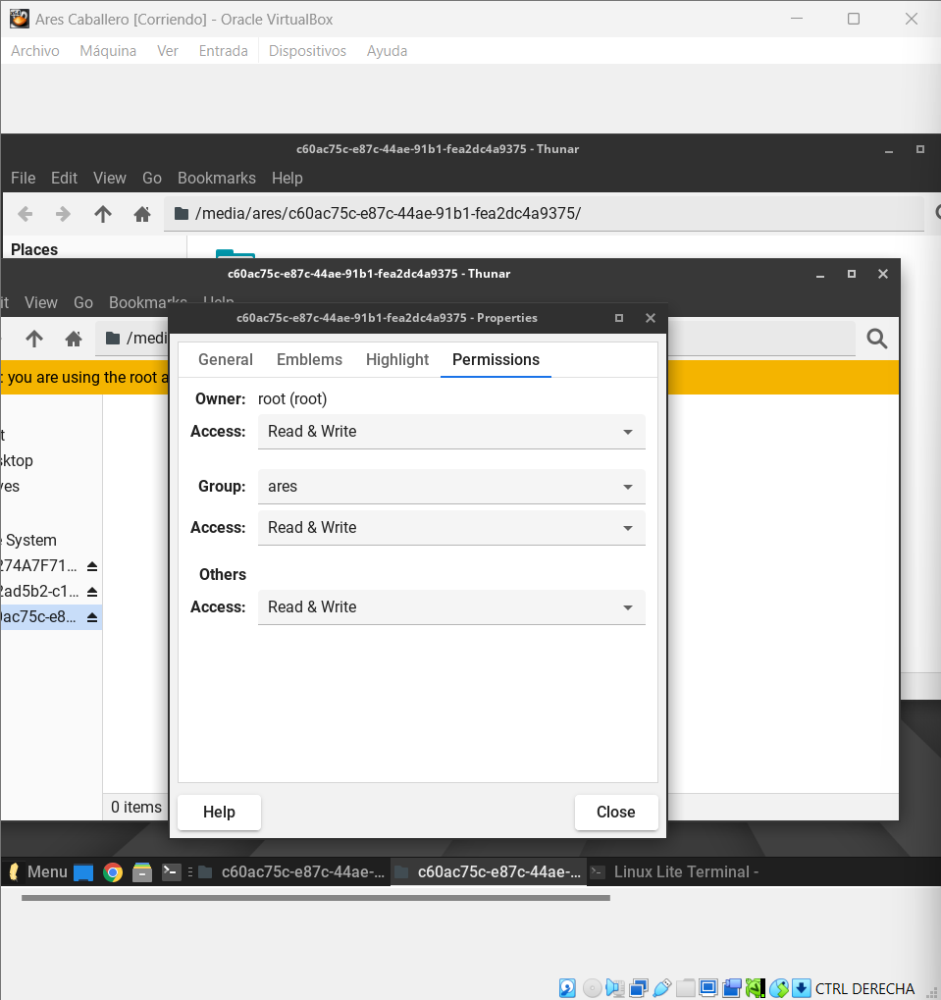 Ares Caballero [Corriendo] - Oracle VirtualBox
Archivo Máquina Ver Entrada Dispositivos Ayuda
c60ac75c-e87c-44ae-91b1-fea2dc4a9375 - Thunar
File Edit View Go Bookmarks Help
/media/ares/c60ac75c-e87c-44ae-91b1-fea2dc4a9375/
Places
c60ac75c-e87c-44ae-91b1-fea2dc4a9375 - Thunar
it View Go Bookmarks Help
/medi
: you are using the root a
t
sktop
ves
e System
274A7F71...
2ad5b2-c1...
0ac75c-e8...
0 items
c60ac75c-e87c-44ae-91b1-fea2dc4a9375 - Properties
General Emblems Highlight Permissions
Owner: root (root)
Access: Read & Write
Group: ares
Access: Read & Write
Others
Access: Read & Write
Help Close
Menu c60ac75c-e87c-44ae-... c60ac75c-e87c-44ae-... Linux Lite Terminal -
CTRL DERECHA